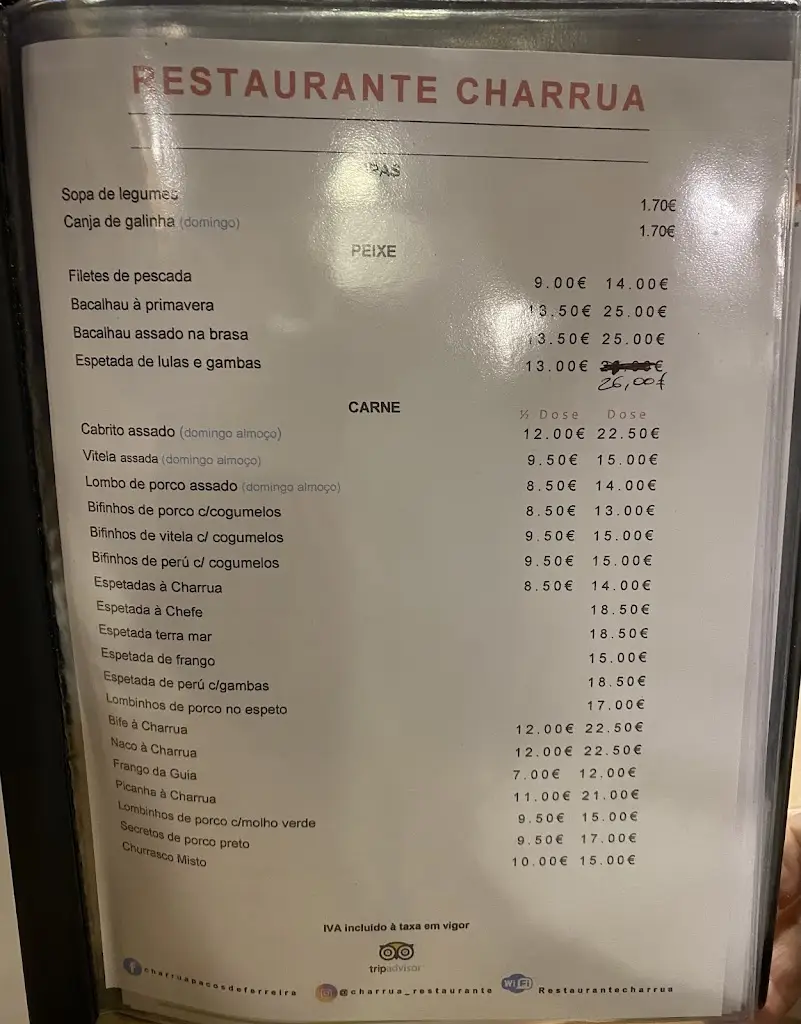 RESTAURANTE CHARRUA
Sopa de legumes 1.70€
Canja de galinha (domingo) 1.70€
PEIXE
Filetes de pescada 9.00€ 14.00€
Bacalhau à primavera 13.50€ 25.00€
Bacalhau assado na brasa 13.50€ 25.00€
Espetada de lulas e gambas 13.00€
26,00€
CARNE ½ Dose Dose
Cabrito assado (domingo almoço) 12.00€ 22.50€
Vitela assada (domingo almoço) 9.50€ 15.00€
Lombo de porco assado (domingo almoço) 8.50€ 14.00€
Bifinhos de porco c/cogumelos 8.50€ 13.00€
Bifinhos de vitela c/ cogumelos 9.50€ 15.00€
Bifinhos de perú c/ cogumelos 9.50€ 15.00€
Espetadas à Charrua 8.50€ 14.00€
Espetada à Chefe 18.50€
Espetada terra mar 18.50€
Espetada de frango 15.00€
Espetada de perú c/gambas 18.50€
Lombinhos de porco no espeto 17.00€
Bife à Charrua 12.00€ 22.50€
Naco à Charrua 12.00€ 22.50€
Frango da Guia 7.00€ 12.00€
Picanha à Charrua 11.00€ 21.00€
Lombinhos de porco c/molho verde 9.50€ 15.00€
Secretos de porco preto 9.50€ 17.00€
Churrasco Misto 10.00€ 15.00€
IVA incluido à taxa em vigor
tripadvisor
charruapacosdeferreira @charrua_restaurante WiFi Restaurantecharrua